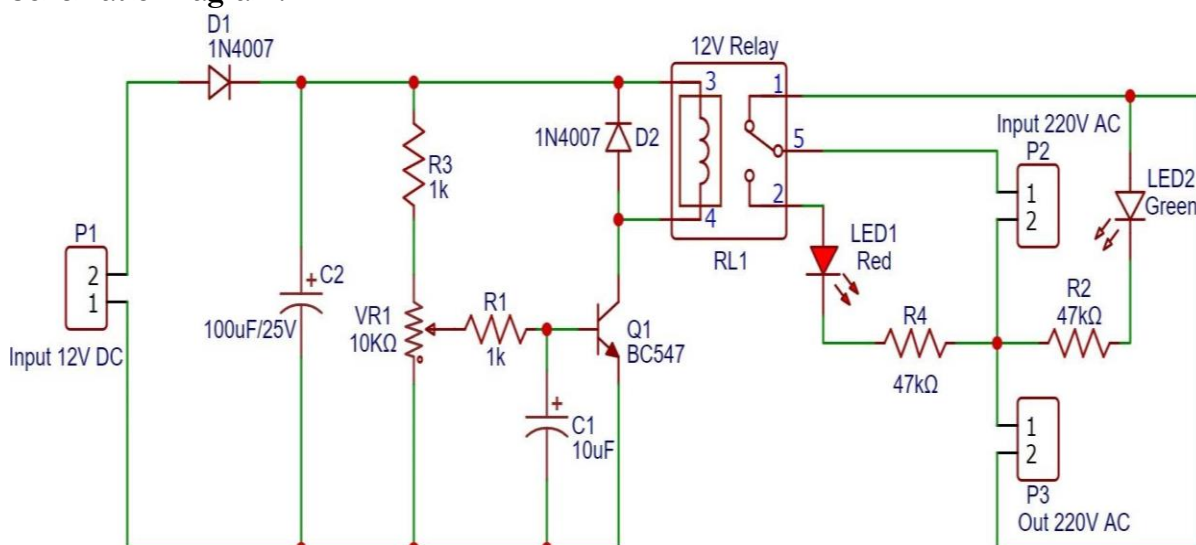 D1
1N4007
12V Relay
3
1
5
2
4
RL1
1N4007
D2
R3
1k
Input 220V AC
P2
1
2
LED2
Green
LED1
Red
P1
2
1
Input 12V DC
C2
+
100uF/25V
VR1
10KΩ
R1
1k
Q1
BC547
+
C1
10uF
R4
47kΩ
R2
47kΩ
1
2
P3
Out 220V AC